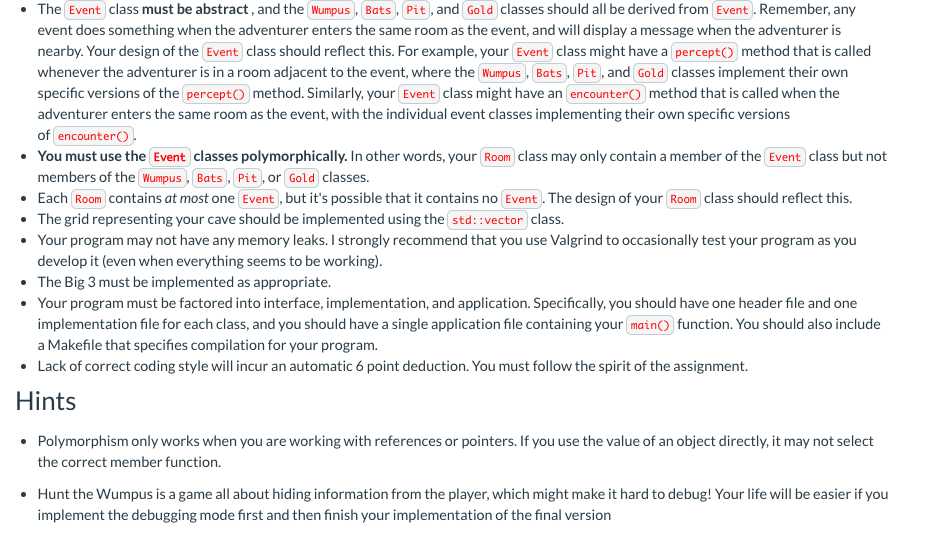 The Event class must be abstract , and the Wumpus, Bats, Pit, and Gold classes should all be derived from Event. Remember, any
event does something when the adventurer enters the same room as the event, and will display a message when the adventurer is
nearby. Your design of the Event class should reflect this. For example, your Event class might have a percept() method that is called
whenever the adventurer is in a room adjacent to the event, where the Wumpus, Bats, Pit, and Gold classes implement their own
specific versions of the percept() method. Similarly, your Event class might have an encounter() method that is called when the
adventurer enters the same room as the event, with the individual event classes implementing their own specific versions
of encounter().
You must use the Event classes polymorphically. In other words, your Room class may only contain a member of the Event class but not
members of the Wumpus, Bats, Pit, or Gold classes.
Each Room contains at most one Event, but it's possible that it contains no Event. The design of your Room class should reflect this.
The grid representing your cave should be implemented using the std::vector class.
Your program may not have any memory leaks. I strongly recommend that you use Valgrind to occasionally test your program as you
develop it (even when everything seems to be working).
The Big 3 must be implemented as appropriate.
Your program must be factored into interface, implementation, and application. Specifically, you should have one header file and one
implementation file for each class, and you should have a single application file containing your main() function. You should also include
a Makefile that specifies compilation for your program.
Lack of correct coding style will incur an automatic 6 point deduction. You must follow the spirit of the assignment.
Hints
Polymorphism only works when you are working with references or pointers. If you use the value of an object directly, it may not select
the correct member function.
Hunt the Wumpus is a game all about hiding information from the player, which might make it hard to debug! Your life will be easier if you
implement the debugging mode first and then finish your implementation of the final version